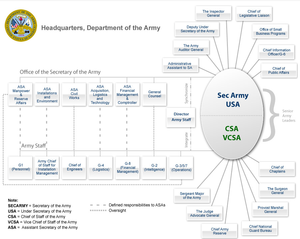 Headquarters, Department of the Army
The Inspector
General
Chief of
Legislative Liaison
Deputy Under
Secretary of the Army
Office of Small
Business Programs
The Army
Auditor General
Chief Information
Officer/G-6
Administrative
Assistant to SA
Chief of
Public Affairs
Office of the Secretary of the Army
ASA
Manpower
& Reserve
Affairs
ASA
Installations
and
Environment
ASA
Civil
Works
ASA
Acquisition,
Logistics
and
Technology
ASA
Financial
Management
&
Comptroller
General
Counsel
Synchronize
Sec Army
USA
Director
Army Staff
Senior
Army
Leaders
CSA
VCSA
Integrate
Army Staff
G-1
(Personnel)
Army Chief
of Staff for
Installation
Management
Chief of
Engineers
G-4
(Logistics)
G-8
(Financial
Management)
G-2
(Intelligence)
G-3/5/7
(Operations)
Chief of
Chaplains
The Surgeon
General
Sergeant Major
of the Army
Provost Marshal
General
The Judge
Advocate General
Chief Army
Reserve
Chief National
Guard Bureau
Note:
SECARMY = Secretary of the Army
USA = Under Secretary of the Army
CSA = Chief of Staff of the Army
VCSA = Vice Chief of Staff of the Army
ASA = Assistant Secretary of the Army
Defined responsibilities to ASAs
Oversight